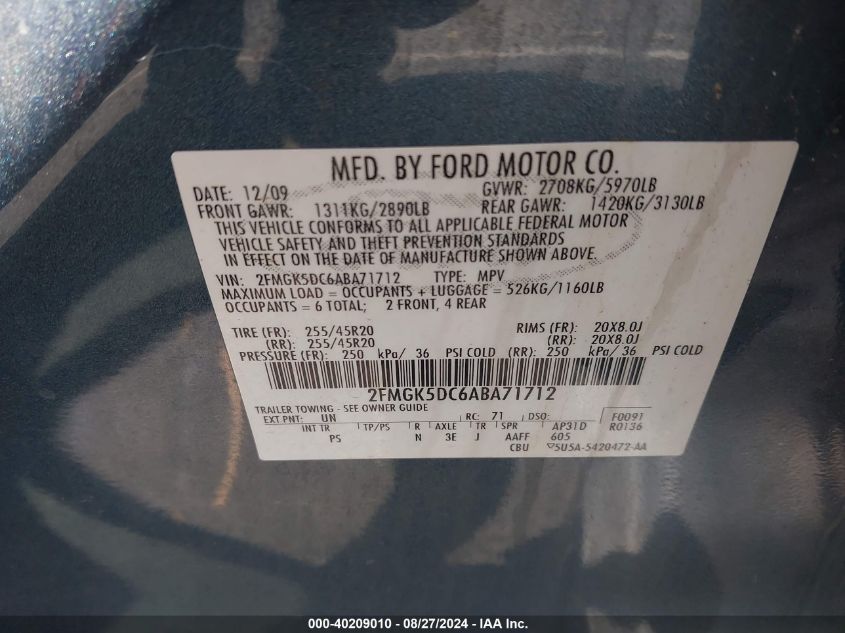 MFD. BY FORD MOTOR CO.
DATE: 12/09 GVWR: 2708KG/5970LB
FRONT GAWR: 1311KG/2890LB REAR GAWR: 1420KG/3130LB
THIS VEHICLE CONFORMS TO ALL APPLICABLE FEDERAL MOTOR
VEHICLE SAFETY AND THEFT PREVENTION STANDARDS
IN EFFECT ON THE DATE OF MANUFACTURE SHOWN ABOVE.
VIN: 2FMGK5DC6ABA71712 TYPE: MPV
MAXIMUM LOAD = OCCUPANTS + LUGGAGE = 526KG/1160LB
OCCUPANTS = 6 TOTAL; 2 FRONT, 4 REAR
TIRE (FR): 255/45R20 RIMS (FR): 20X8.0J
(RR): 255/45R20 (RR): 20X8.0J
PRESSURE (FR): 250 kPa/ 36 PSI COLD (RR): 250 kPa/ 36 PSI COLD
2FMGK5DC6ABA71712
TRAILER TOWING - SEE OWNER GUIDE
EXT PNT: UN RC: 71 DSO: F0091
INT TR TP/PS R AXLE TR SPR AP31D R0136
PS N 3E J AAFF 605
CBU 5U5A-5420472-AA
000-40209010 - 08/27/2024 - IAA Inc.